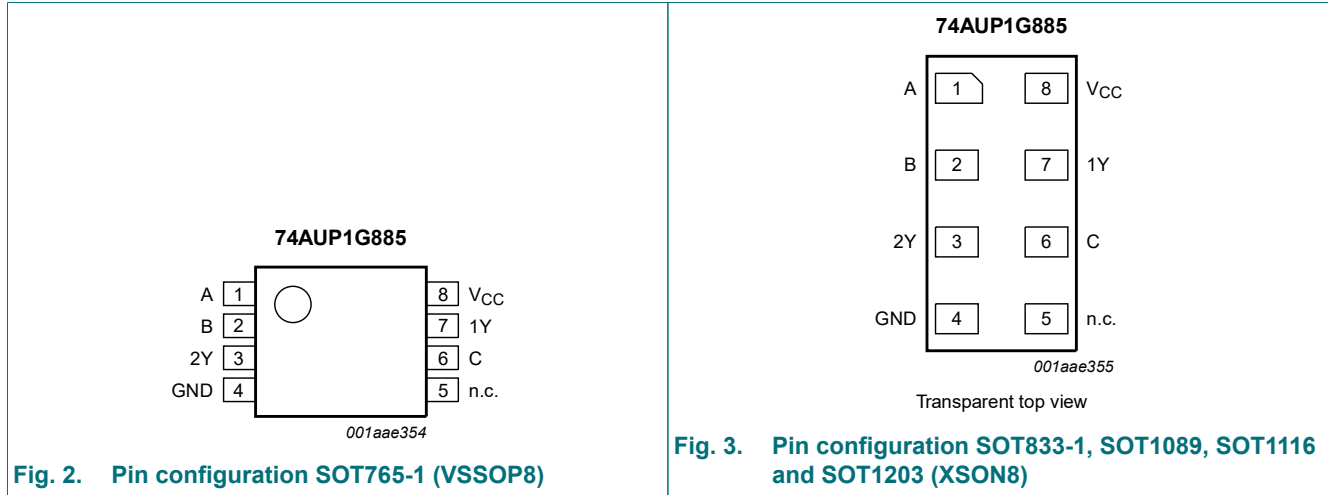 74AUP1G885
A 1 8 VCC
B 2 7 1Y
2Y 3 6 C
GND 4 5 n.c.
001aae354
Fig. 2. Pin configuration SOT765-1 (VSSOP8)
74AUP1G885
A 1 8 VCC
B 2 7 1Y
2Y 3 6 C
GND 4 5 n.c.
001aae355
Transparent top view
Fig. 3. Pin configuration SOT833-1, SOT1089, SOT1116
and SOT1203 (XSON8)